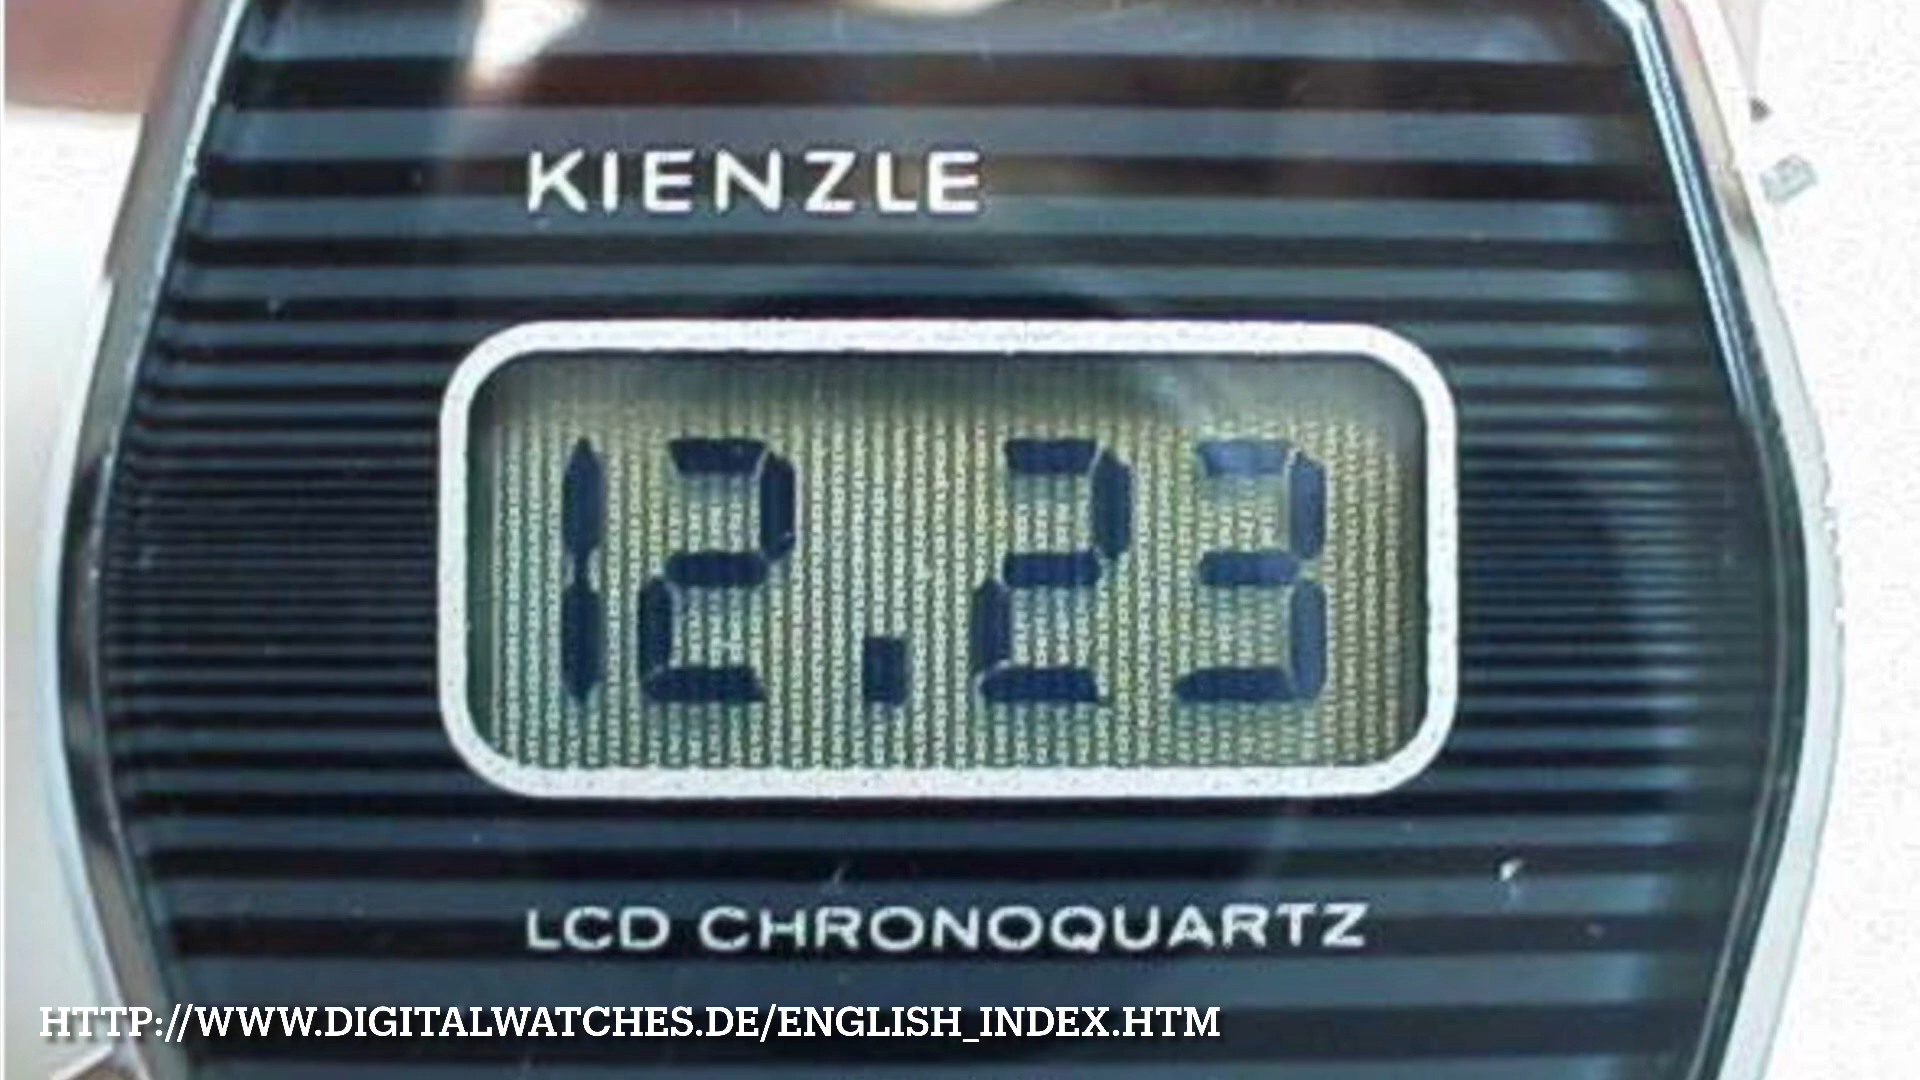 KIENZLE
12.23
LCD CHRONOQUARTZ
HTTP://WWW.DIGITALWATCHES.DE/ENGLISH_INDEX.HTM